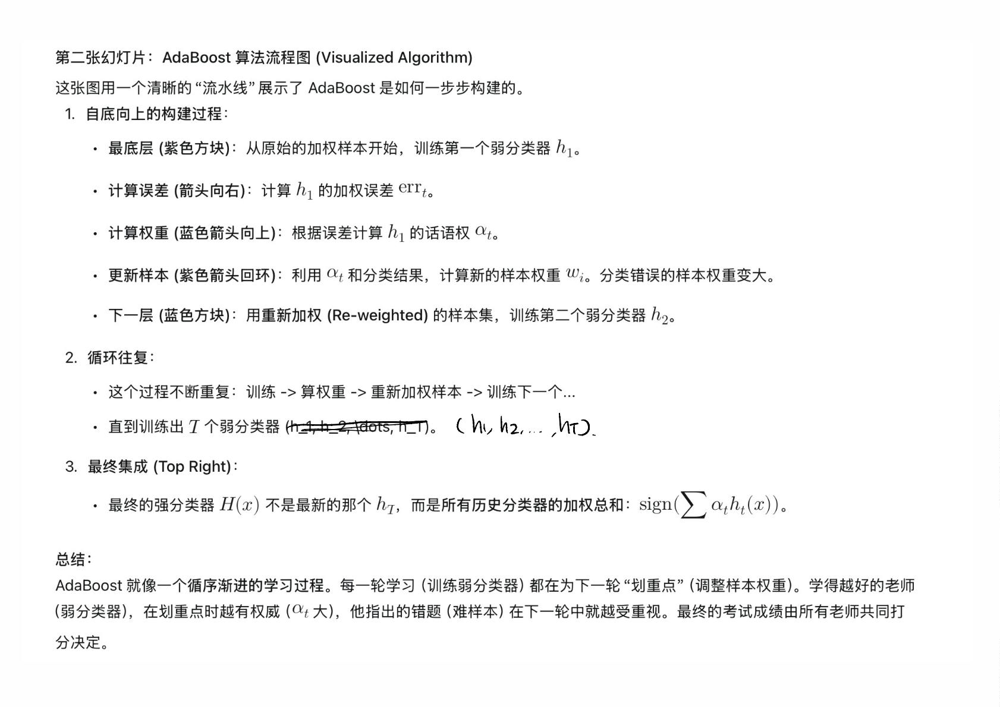 第二张幻灯片：AdaBoost 算法流程图 (Visualized Algorithm)
这张图用一个清晰的“流水线”展示了 AdaBoost 是如何一步步构建的。
1. 自底向上的构建过程：
• 最底层 (紫色方块)：从原始的加权样本开始，训练第一个弱分类器 h₁。
• 计算误差 (箭头向右)：计算 h₁ 的加权误差 errₜ。
• 计算权重 (蓝色箭头向上)：根据误差计算 h₁ 的话语权 αₜ。
• 更新样本 (紫色箭头回环)：利用 αₜ 和分类结果，计算新的样本权重 wᵢ。分类错误的样本权重变大。
• 下一层 (蓝色方块)：用重新加权 (Re-weighted) 的样本集，训练第二个弱分类器 h₂。
2. 循环往复：
• 这个过程不断重复：训练 -> 算权重 -> 重新加权样本 -> 训练下一个...
• 直到训练出 T 个弱分类器 (h_1, h_2, \dots, h_T)。 (h₁, h₂, ... , h_T).
3. 最终集成 (Top Right)：
• 最终的强分类器 H(x) 不是最新的那个 h_T，而是所有历史分类器的加权总和：sign(∑ αₜhₜ(x))。
总结：
AdaBoost 就像一个循序渐进的学习过程。每一轮学习 (训练弱分类器) 都在为下一轮“划重点” (调整样本权重)。学得越好的老师
(弱分类器)，在划重点时越有权威 (αₜ 大)，他指出的错题 (难样本) 在下一轮中就越受重视。最终的考试成绩由所有老师共同打
分决定。